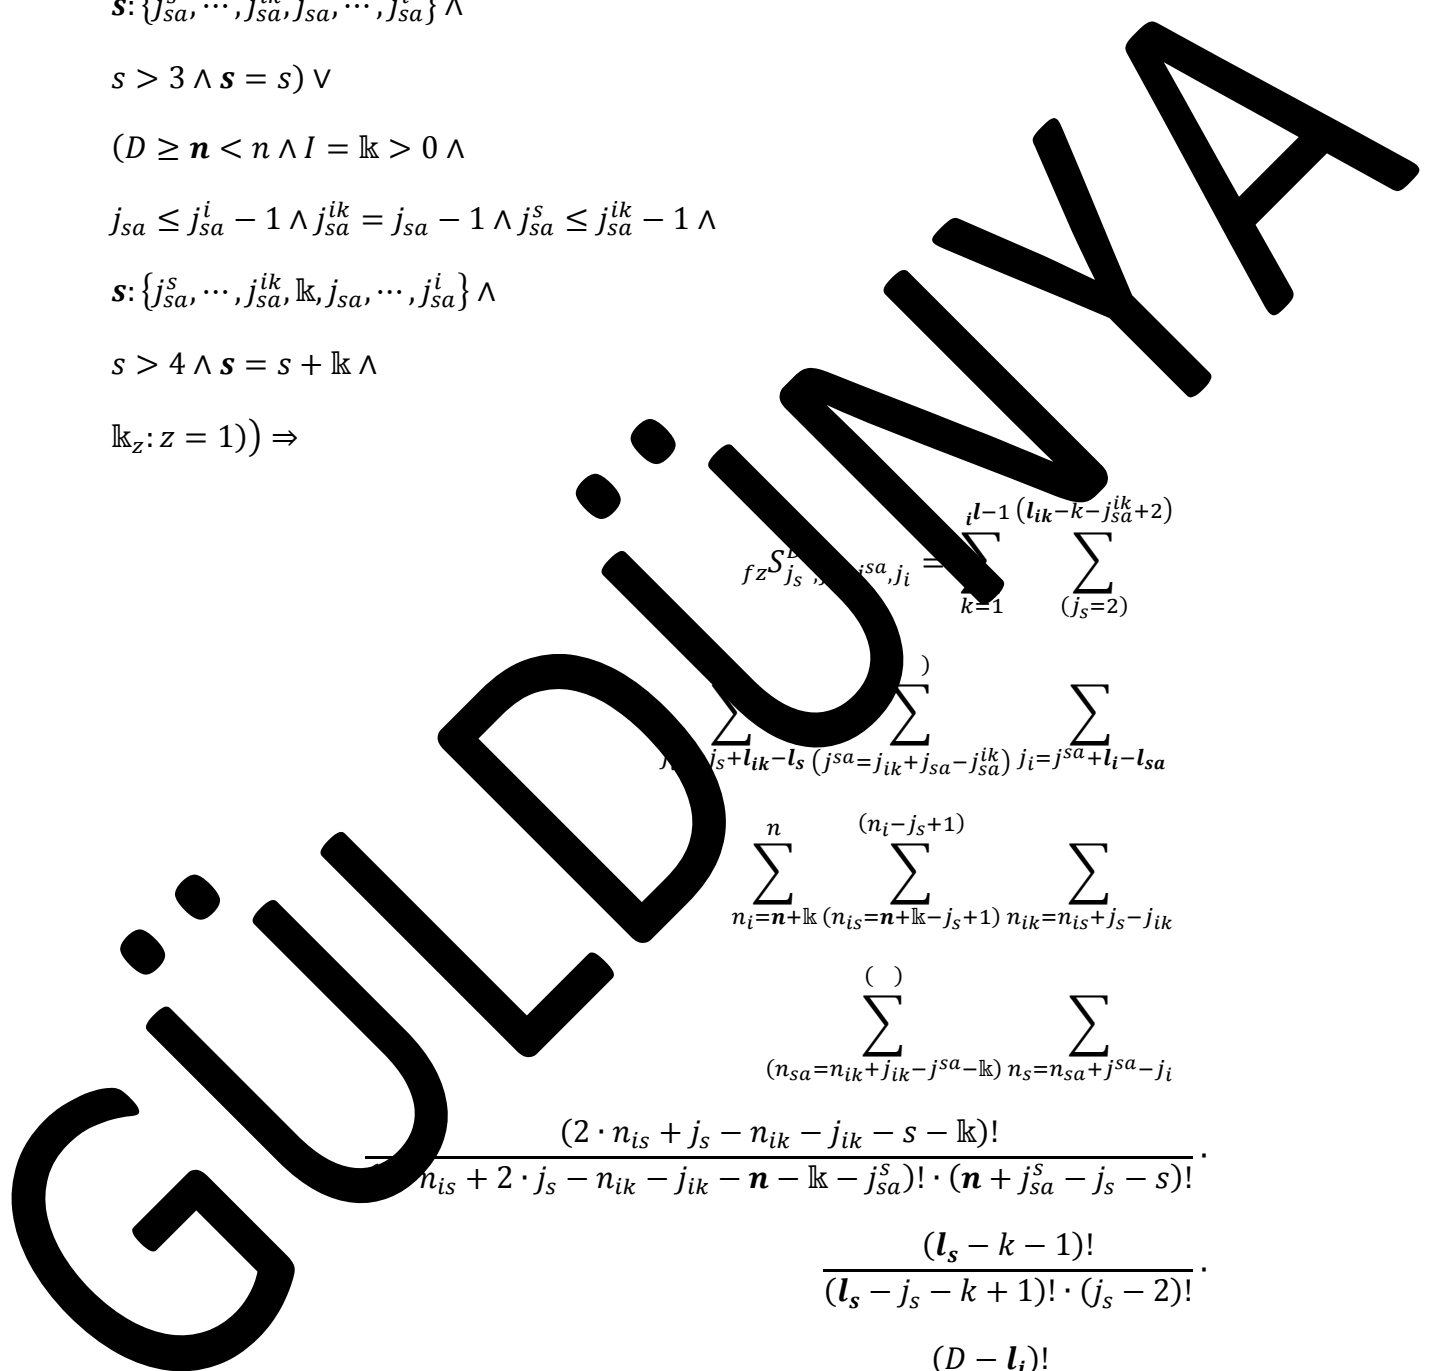 𝒔: {j_{sa}^{s}, ⋯, j_{sa}^{ik}, j_{sa}, ⋯, j_{sa}^{i}} ∧
s > 3 ∧ 𝒔 = s) ∨
(D ≥ 𝒏 < n ∧ I = 𝕜 > 0 ∧
j_{sa} ≤ j_{sa}^{i} − 1 ∧ j_{sa}^{ik} = j_{sa} − 1 ∧ j_{sa}^{s} ≤ j_{sa}^{ik} − 1 ∧
𝒔: {j_{sa}^{s}, ⋯, j_{sa}^{ik}, 𝕜, j_{sa}, ⋯, j_{sa}^{i}} ∧
s > 4 ∧ 𝒔 = s + 𝕜 ∧
𝕜_z: z = 1)) ⇒
GÜLDÜNYA
_{i}𝒍−1 (𝒍_{ik}−k−j_{sa}^{ik}+2)
_{fz}S_{j_s, j^{sa}, j_i} = ∑ ∑
k=1 (j_s=2)
)
∑ ∑ ∑
j_s+𝒍_{ik}−𝒍_s (j^{sa}=j_{ik}+j_{sa}−j_{sa}^{ik}) j_i=j^{sa}+𝒍_i−𝒍_{sa}
n (n_i−j_s+1)
∑ ∑ ∑
n_i=𝒏+𝕜 (n_{is}=𝒏+𝕜−j_s+1) n_{ik}=n_{is}+j_s−j_{ik}
( )
∑ ∑
(n_{sa}=n_{ik}+j_{ik}−j^{sa}−𝕜) n_s=n_{sa}+j^{sa}−j_i
(2 · n_{is} + j_s − n_{ik} − j_{ik} − s − 𝕜)!
n_{is} + 2 · j_s − n_{ik} − j_{ik} − 𝒏 − 𝕜 − j_{sa}^{s})! · (𝒏 + j_{sa}^{s} − j_s − s)! ·
(𝒍_s − k − 1)!
(𝒍_s − j_s − k + 1)! · (j_s − 2)! ·
(D − 𝒍_i)!